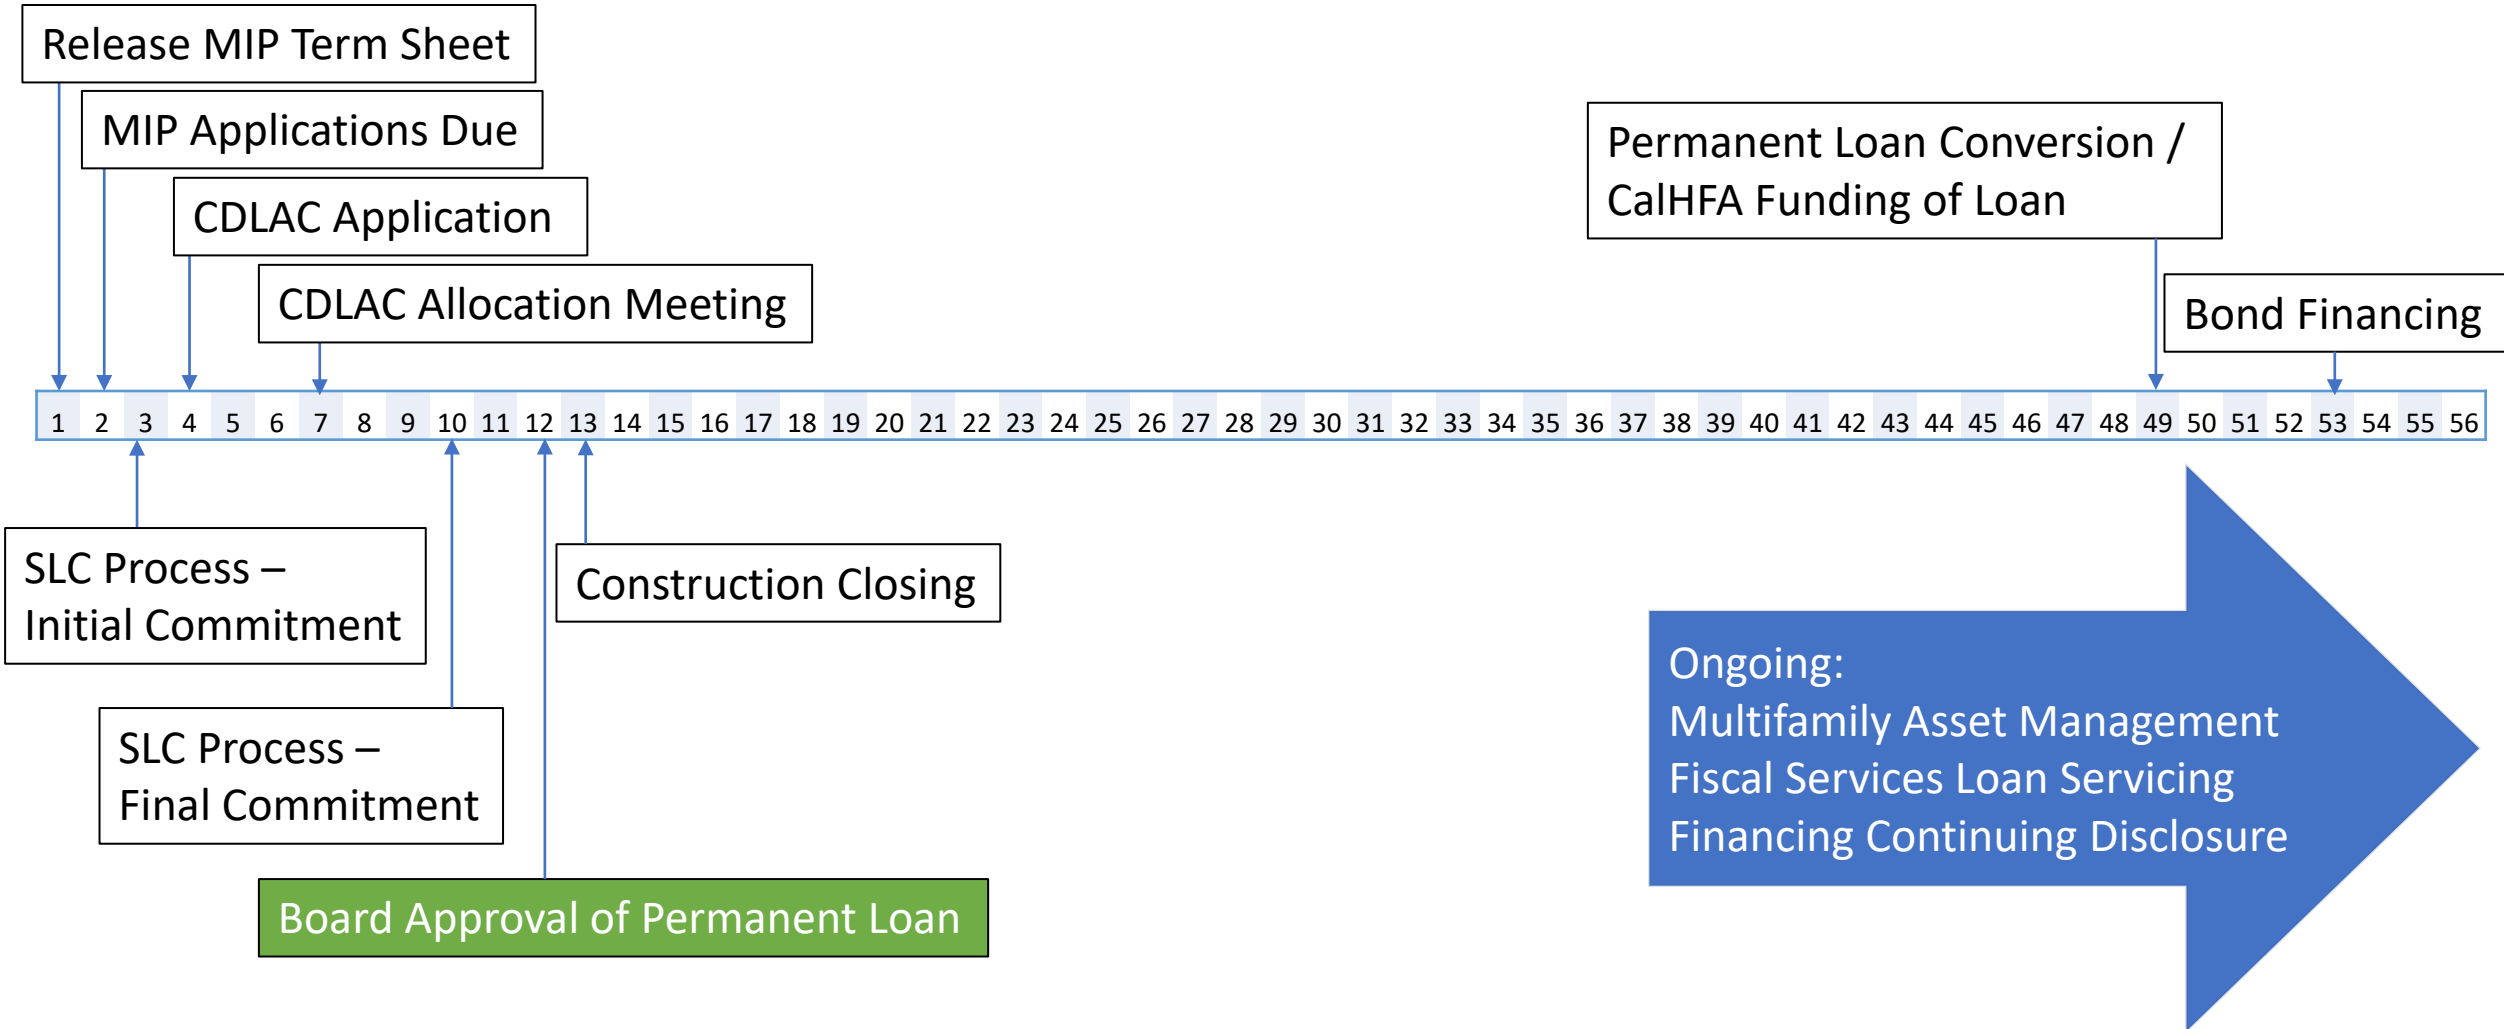 Release MIP Term Sheet
MIP Applications Due
CDLAC Application
CDLAC Allocation Meeting
Permanent Loan Conversion /
CalHFA Funding of Loan
Bond Financing
1 2 3 4 5 6 7 8 9 10 11 12 13 14 15 16 17 18 19 20 21 22 23 24 25 26 27 28 29 30 31 32 33 34 35 36 37 38 39 40 41 42 43 44 45 46 47 48 49 50 51 52 53 54 55 56
SLC Process –
Initial Commitment
Construction Closing
SLC Process –
Final Commitment
Board Approval of Permanent Loan
Ongoing:
Multifamily Asset Management
Fiscal Services Loan Servicing
Financing Continuing Disclosure